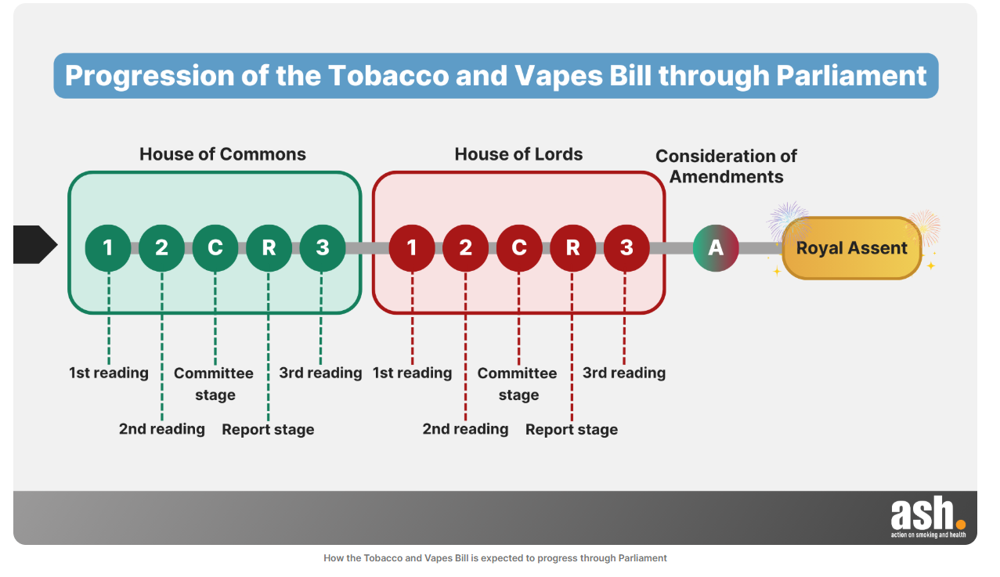 Progression of the Tobacco and Vapes Bill through Parliament
House of Commons
House of Lords
Consideration of
Amendments
1 2 C R 3
1 2 C R 3
A
Royal Assent
1st reading
Committee
stage
3rd reading
2nd reading
Report stage
1st reading
Committee
stage
3rd reading
2nd reading
Report stage
ash.
action on smoking and health
How the Tobacco and Vapes Bill is expected to progress through Parliament